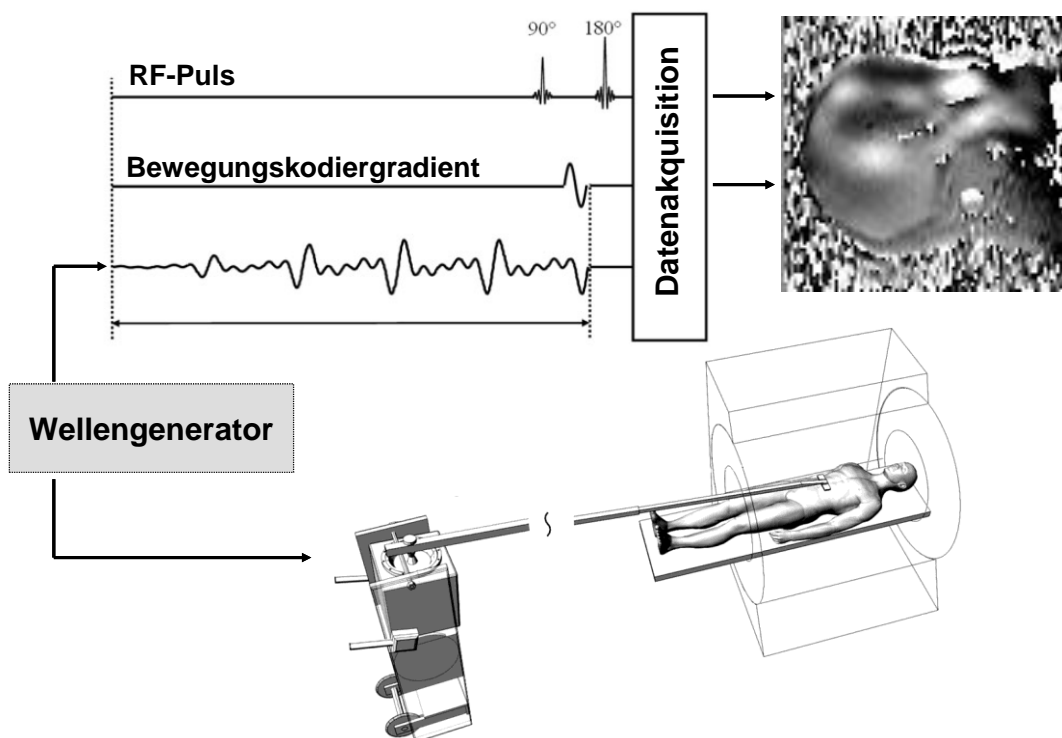 90° 180°
RF-Puls
Bewegungskodiergradient
Datenakquisition
Wellengenerator